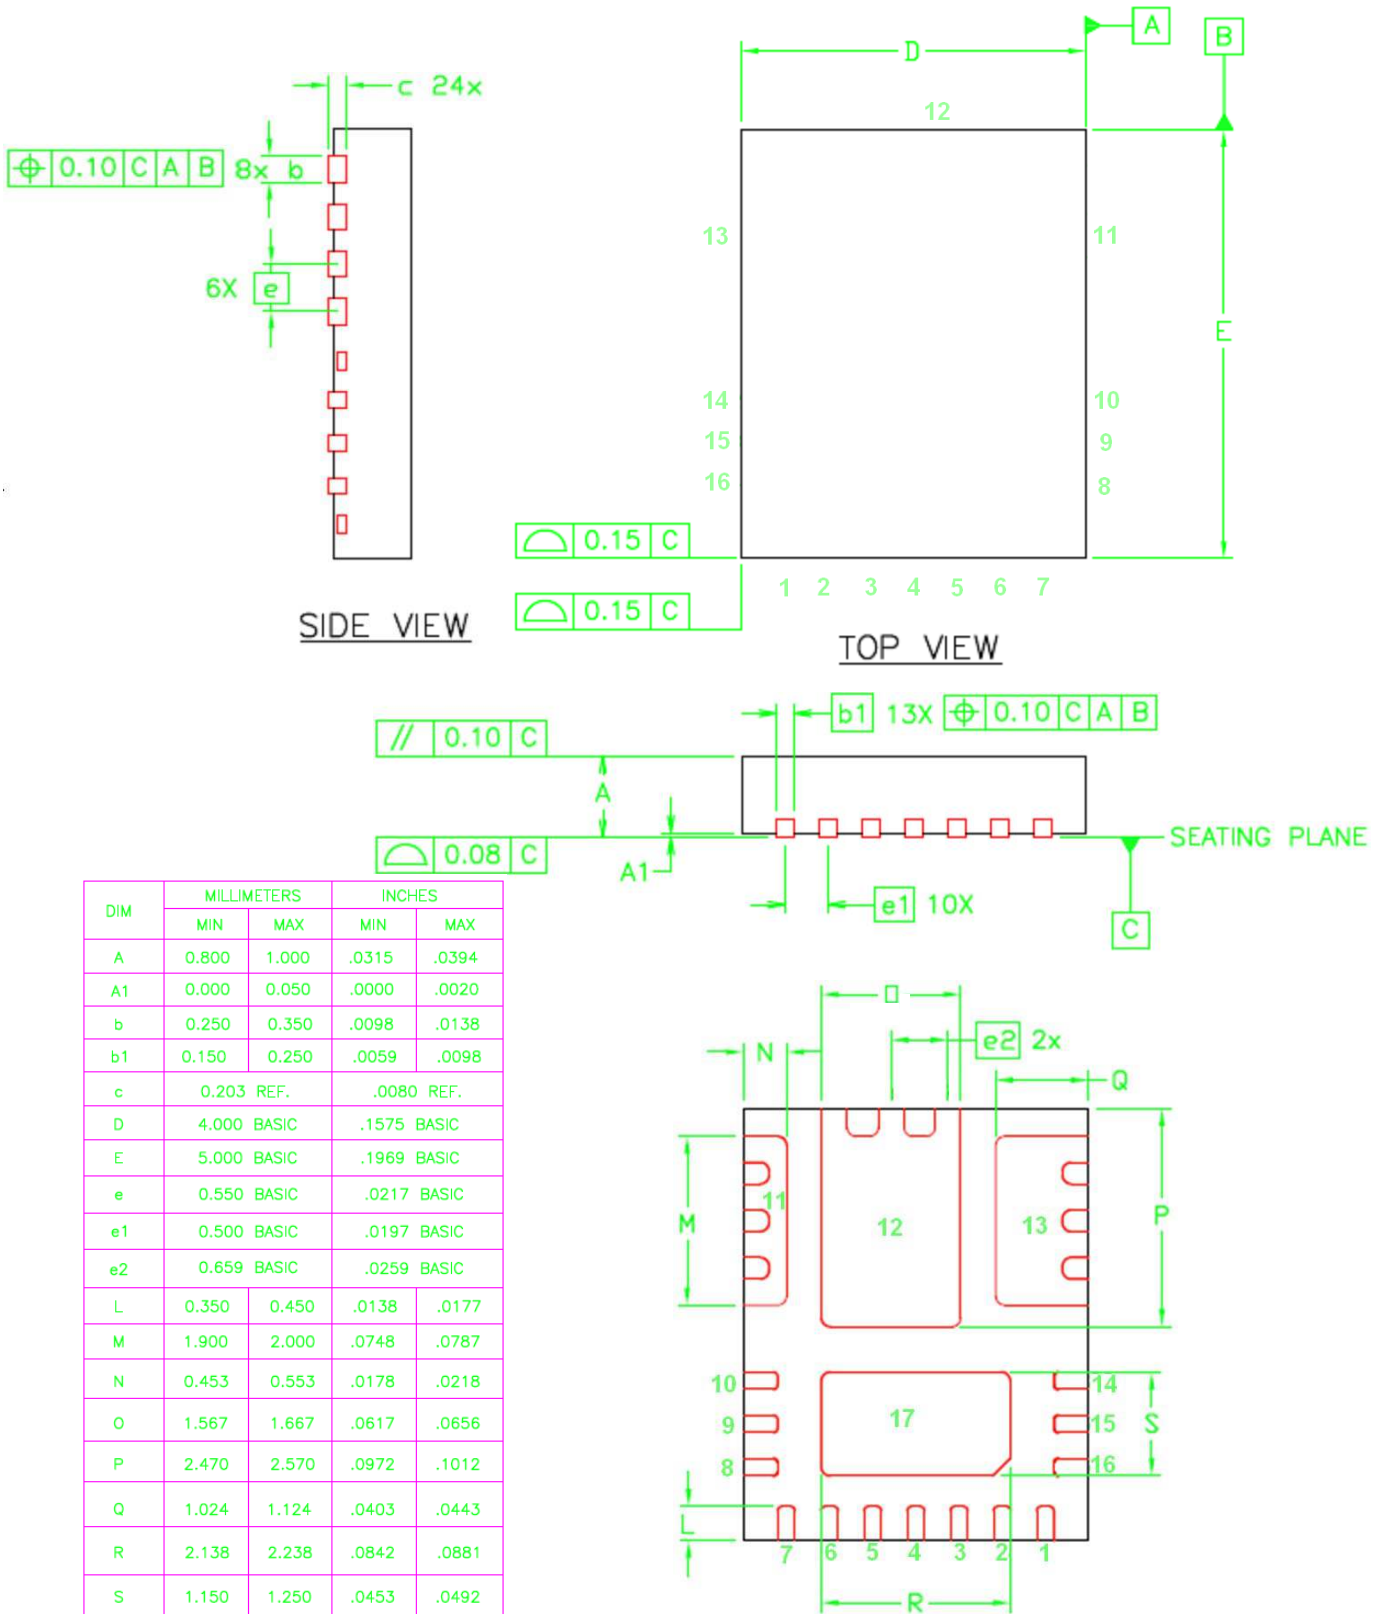 A
B
D
c 24x
12
0.10 C A B 8x b
13 11
6X e
E
14 10
15 9
16 8
0.15 C
1 2 3 4 5 6 7
0.15 C
SIDE VIEW
TOP VIEW
b1 13X 0.10 C A B
// 0.10 C
A
SEATING PLANE
0.08 C
A1
e1 10X
C
DIM MILLIMETERS INCHES
MIN MAX MIN MAX
A 0.800 1.000 .0315 .0394
A1 0.000 0.050 .0000 .0020
b 0.250 0.350 .0098 .0138
b1 0.150 0.250 .0059 .0098
c 0.203 REF. .0080 REF.
D 4.000 BASIC .1575 BASIC
E 5.000 BASIC .1969 BASIC
e 0.550 BASIC .0217 BASIC
e1 0.500 BASIC .0197 BASIC
e2 0.659 BASIC .0259 BASIC
L 0.350 0.450 .0138 .0177
M 1.900 2.000 .0748 .0787
N 0.453 0.553 .0178 .0218
O 1.567 1.667 .0617 .0656
P 2.470 2.570 .0972 .1012
Q 1.024 1.124 .0403 .0443
R 2.138 2.238 .0842 .0881
S 1.150 1.250 .0453 .0492
O
N e2 2x
Q
11
M 12 13 P
10 14
9 17 15 S
8 16
L
7 6 5 4 3 2 1
R